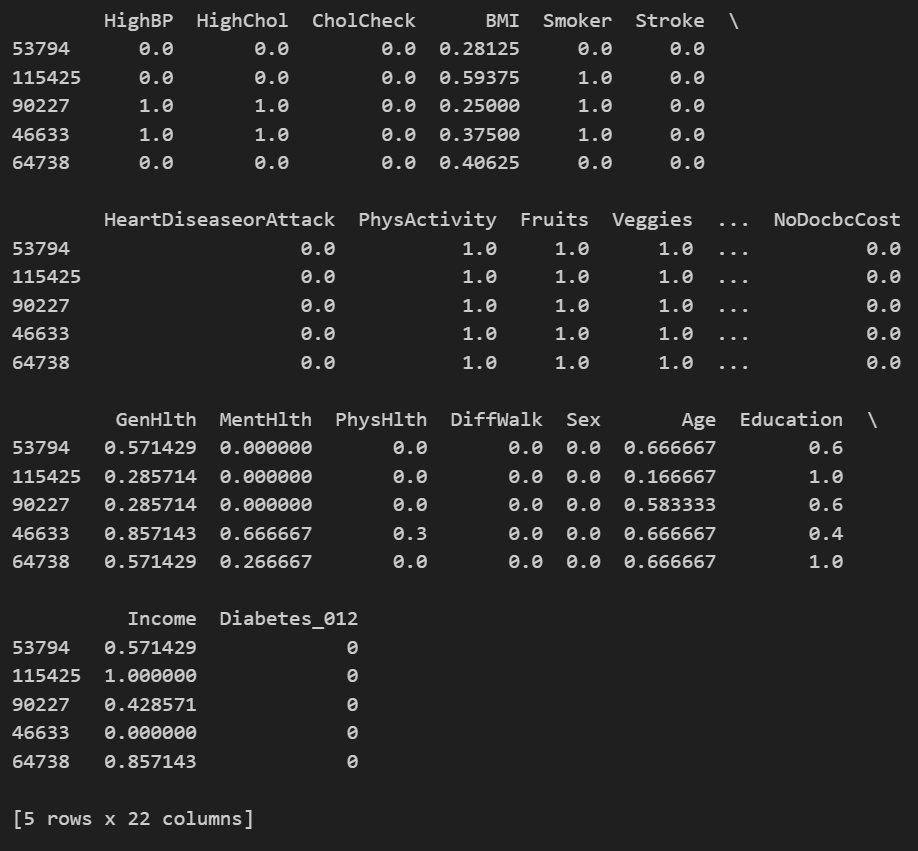 HighBP  HighChol  CholCheck      BMI  Smoker  Stroke  \
53794      0.0       0.0        0.0  0.28125     0.0     0.0
115425     0.0       0.0        0.0  0.59375     1.0     0.0
90227      1.0       1.0        0.0  0.25000     0.0     0.0
46633      1.0       1.0        0.0  0.37500     1.0     0.0
64738      0.0       0.0        0.0  0.40625     0.0     0.0

        HeartDiseaseorAttack  PhysActivity  Fruits  Veggies  ...  NoDocbcCost
53794                    0.0           1.0     1.0      1.0  ...          0.0
115425                   0.0           1.0     1.0      1.0  ...          0.0
90227                    0.0           1.0     1.0      1.0  ...          0.0
46633                    0.0           1.0     1.0      1.0  ...          0.0
64738                    0.0           1.0     1.0      1.0  ...          0.0

         GenHlth  MentHlth  PhysHlth  DiffWalk  Sex       Age  Education  \
53794   0.571429  0.000000       0.0       0.0  0.0  0.666667        0.6
115425  0.285714  0.000000       0.0       0.0  0.0  0.166667        1.0
90227   0.285714  0.000000       0.0       0.0  0.0  0.583333        0.6
46633   0.857143  0.666667       0.3       0.0  0.0  0.666667        0.4
64738   0.571429  0.266667       0.0       0.0  0.0  0.666667        1.0

          Income  Diabetes_012
53794   0.571429             0
115425  1.000000             0
90227   0.428571             0
46633   0.000000             0
64738   0.857143             0

[5 rows x 22 columns]